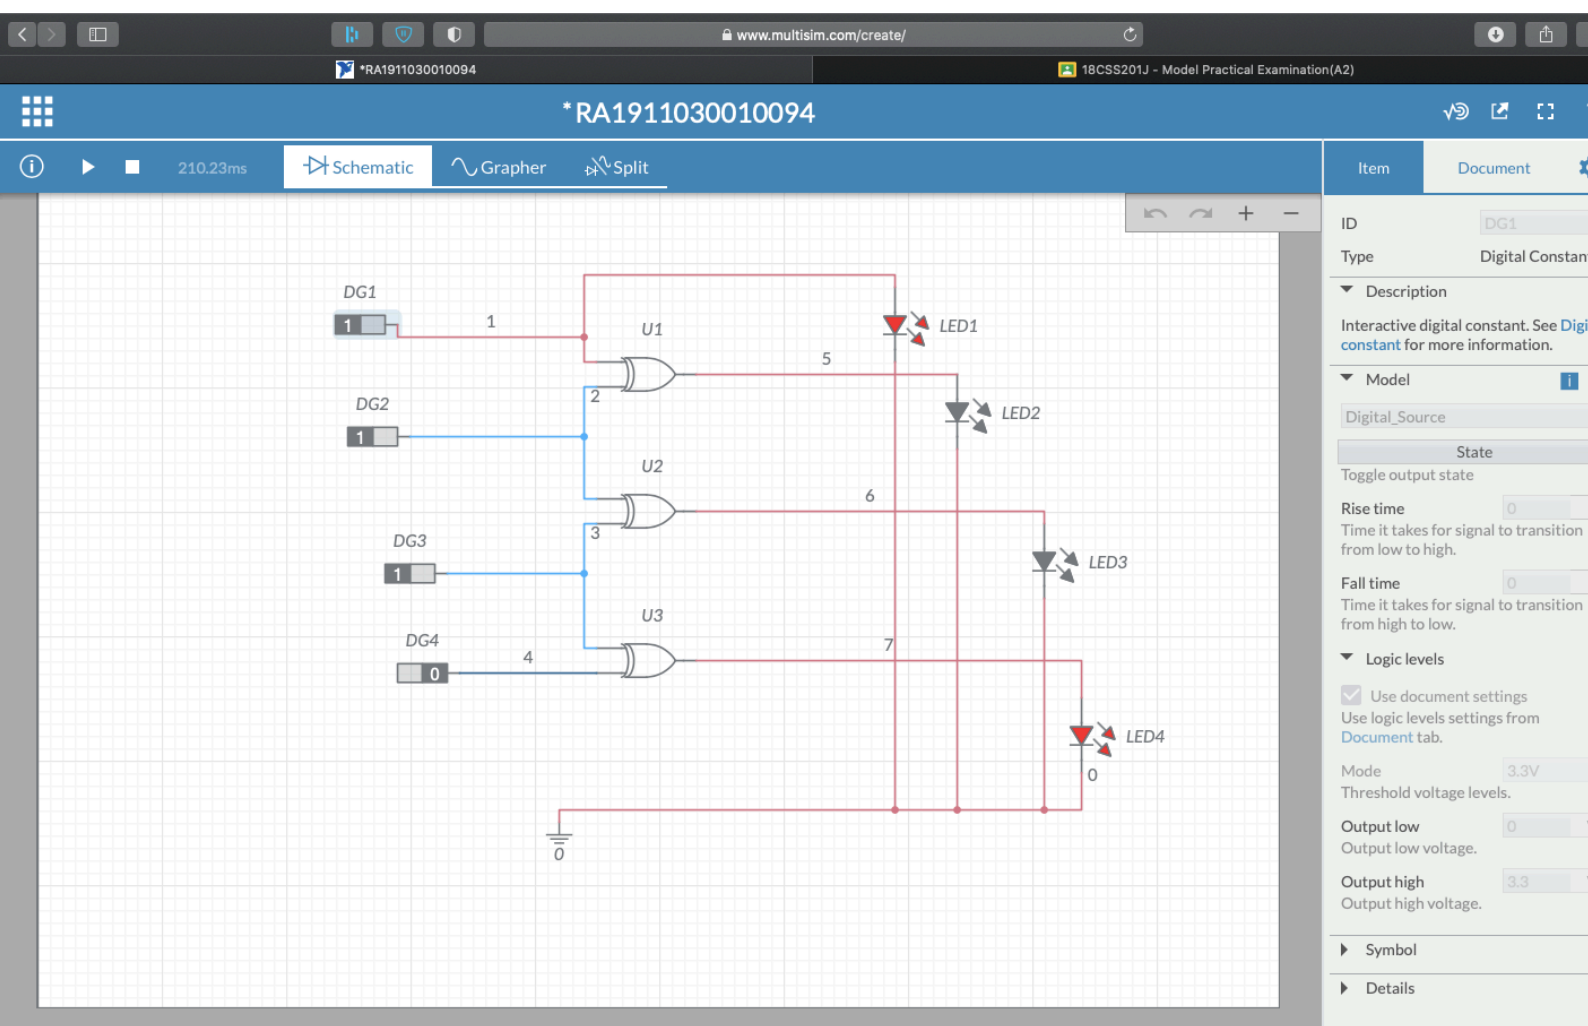 www.multisim.com/create/
*RA1911030010094
18CSS201J - Model Practical Examination(A2)
*RA1911030010094
210.23ms
Schematic
Grapher
Split
Item
Document
ID
DG1
Type
Digital Constant
Description
Interactive digital constant. See Digi
constant for more information.
Model
i
Digital_Source
State
Toggle output state
Rise time
0
Time it takes for signal to transition
from low to high.
Fall time
0
Time it takes for signal to transition
from high to low.
Logic levels
Use document settings
Use logic levels settings from
Document tab.
Mode
3.3V
Threshold voltage levels.
Output low
0
Output low voltage.
Output high
3.3
Output high voltage.
Symbol
Details
DG1
1
1
U1
LED1
5
2
DG2
1
LED2
U2
6
3
DG3
1
LED3
U3
DG4
4
7
0
LED4
0
0